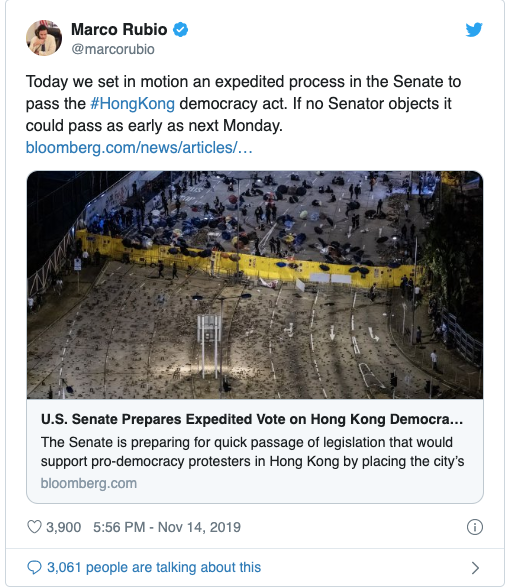 Marco Rubio
@marcorubio
Today we set in motion an expedited process in the Senate to
pass the #HongKong democracy act. If no Senator objects it
could pass as early as next Monday.
bloomberg.com/news/articles/…
U.S. Senate Prepares Expedited Vote on Hong Kong Democra…
The Senate is preparing for quick passage of legislation that would
support pro-democracy protesters in Hong Kong by placing the city's
bloomberg.com
3,900 5:56 PM - Nov 14, 2019
3,061 people are talking about this